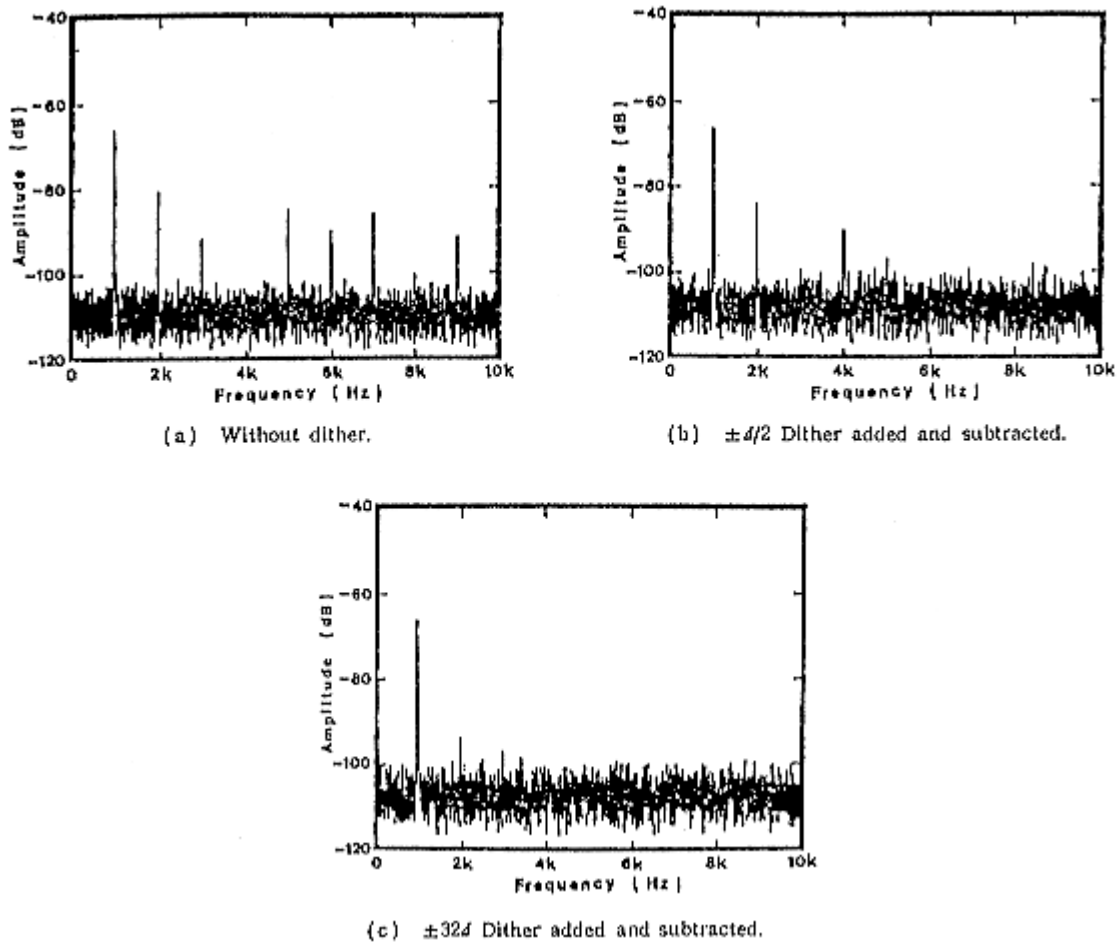 -40
-60
-80
-100
-120
Amplitude [dB]
0 2k 4k 6k 8k 10k
Frequency [Hz]
(a) Without dither.
-40
-60
-80
-100
-120
Amplitude [dB]
0 2k 4k 6k 8k 10k
Frequency [Hz]
(b) ±𝛥/2 Dither added and subtracted.
-40
-60
-80
-100
-120
Amplitude [dB]
0 2k 4k 6k 8k 10k
Frequency [Hz]
(c) ±32𝛥 Dither added and subtracted.